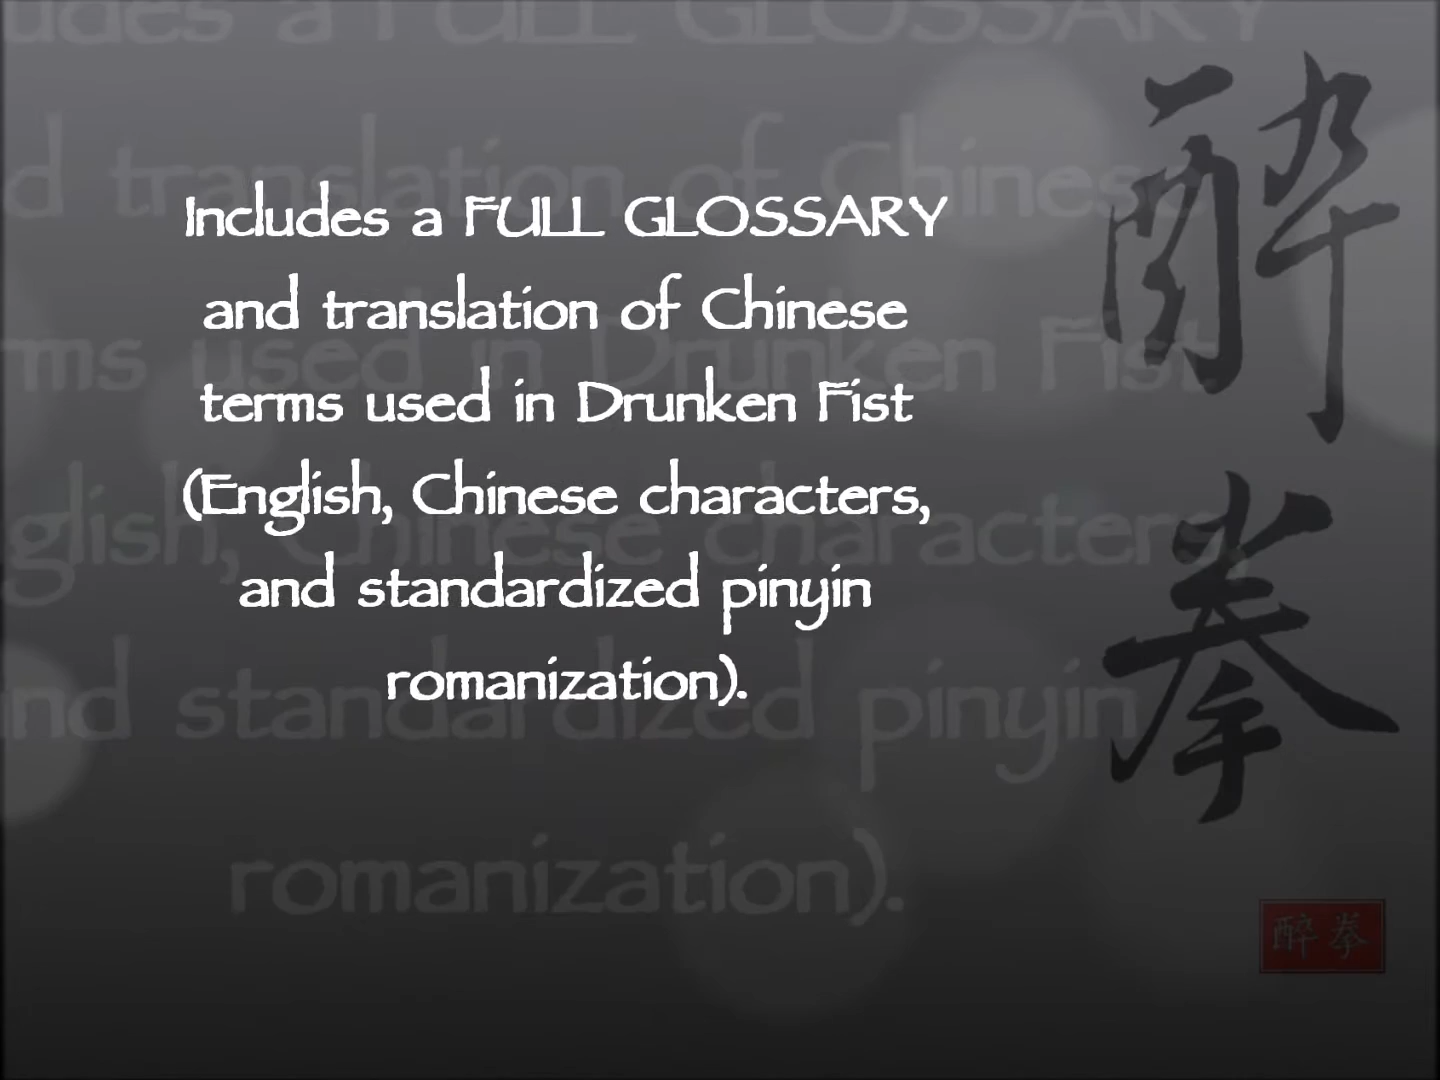 Includes a FULL GLOSSARY
and translation of Chinese
terms used in Drunken Fist
(English, Chinese characters,
and standardized pinyin
romanization).
醉拳
醉拳